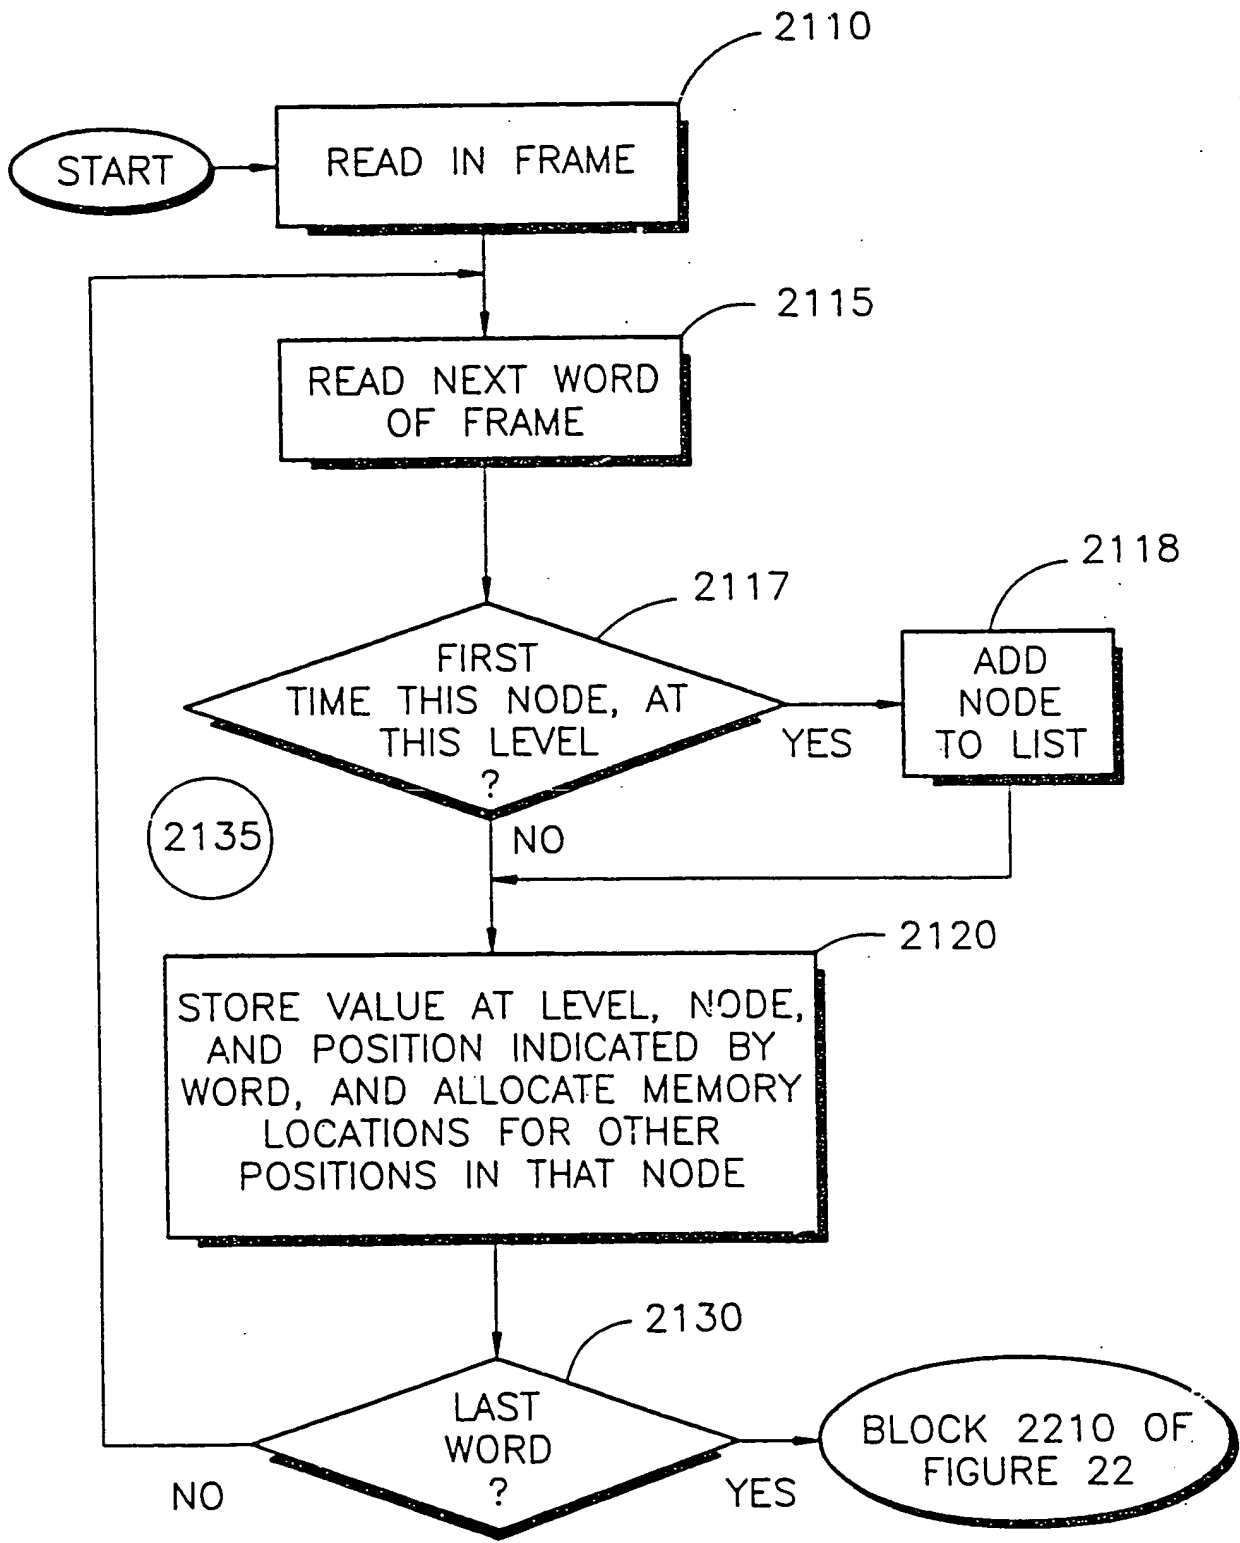 2110
START
READ IN FRAME
2115
READ NEXT WORD
OF FRAME
2117
2118
FIRST
TIME THIS NODE, AT
THIS LEVEL
?
YES
ADD
NODE
TO LIST
2135
NO
2120
STORE VALUE AT LEVEL, NODE,
AND POSITION INDICATED BY
WORD, AND ALLOCATE MEMORY
LOCATIONS FOR OTHER
POSITIONS IN THAT NODE
2130
LAST
WORD
?
NO
YES
BLOCK 2210 OF
FIGURE 22